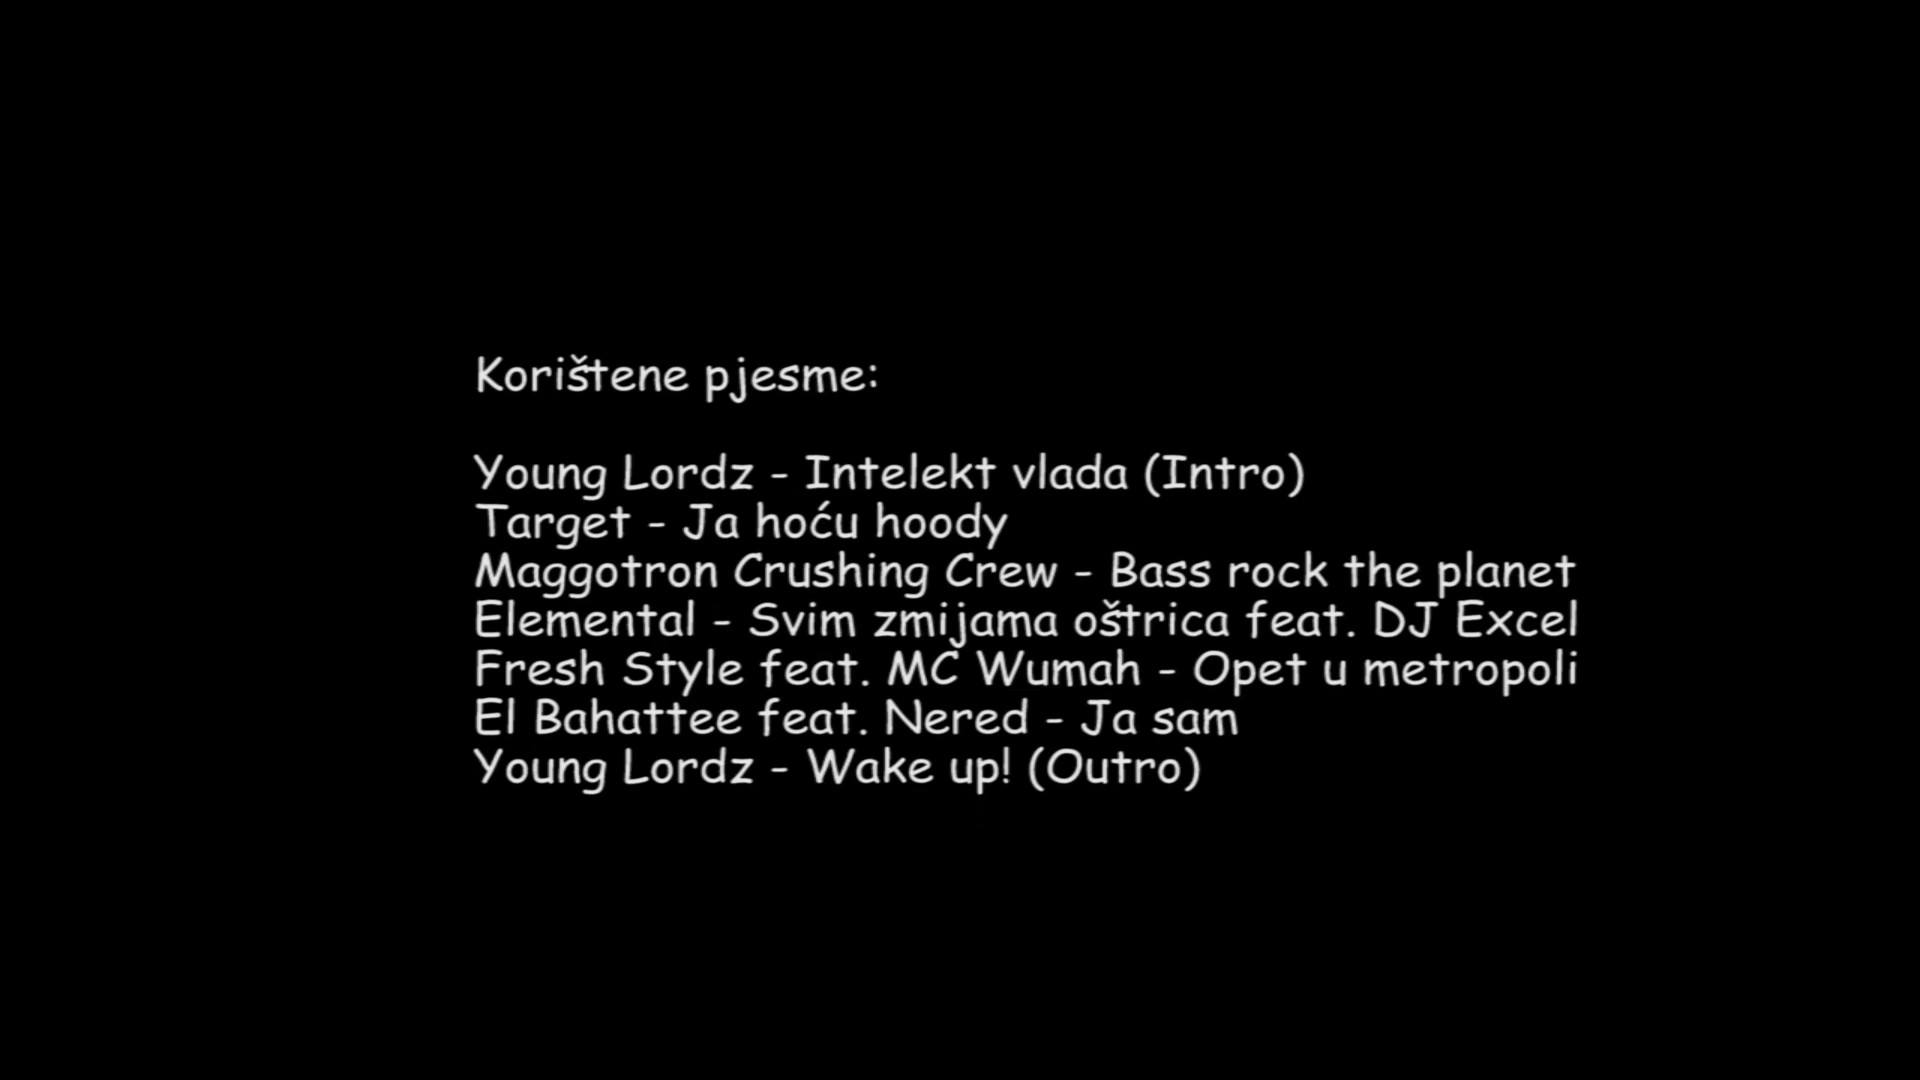 Korištene pjesme:
Young Lordz - Intelekt vlada (Intro)
Target - Ja hoću hoody
Maggotron Crushing Crew - Bass rock the planet
Elemental - Svim zmijama oštrica feat. DJ Excel
Fresh Style feat. MC Wumah - Opet u metropoli
El Bahattee feat. Nered - Ja sam
Young Lordz - Wake up! (Outro)